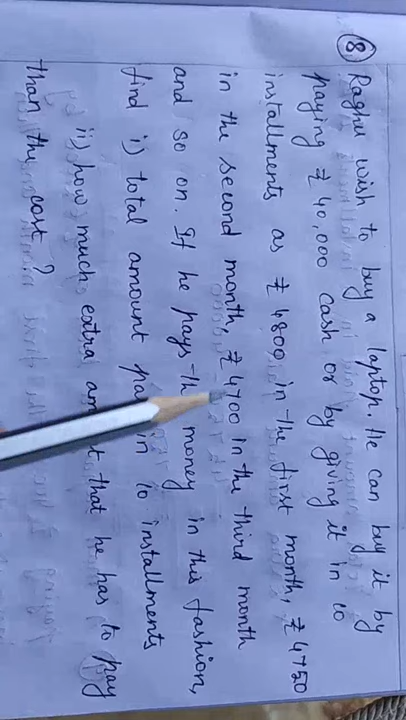 8 Raghu wish to buy a laptop. He can buy it by
paying ₹ 40,000 cash or by giving it in 10
installments as ₹ 4800 in the first month, ₹ 4750
in the second month, ₹ 4700 in the third month
and so on. If he pays money in this fashion,
find i) total amount in 10 installments
ii) how much extra that he has to pay
than the cost?